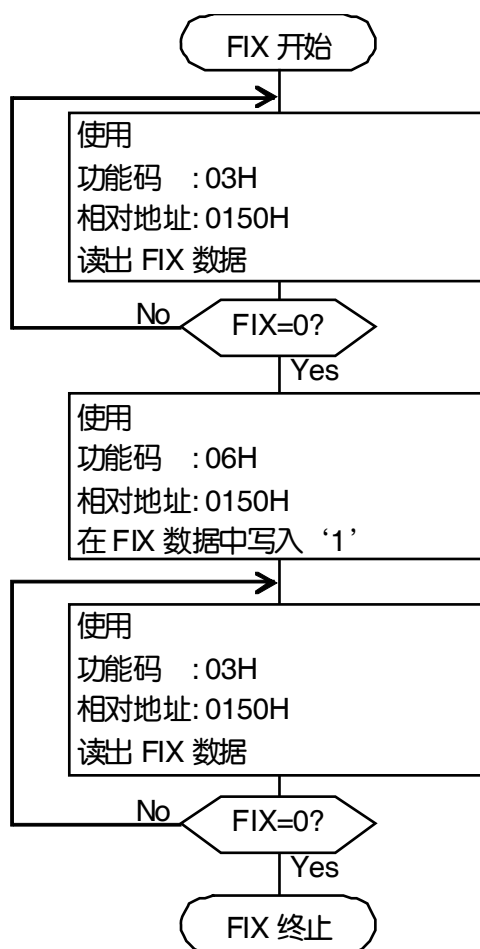 FIX 开始
使用
功能码 :03H
相对地址:0150H
读出 FIX 数据
No
FIX=0?
Yes
使用
功能码 :06H
相对地址:0150H
在 FIX 数据中写入‘1’
使用
功能码 :03H
相对地址:0150H
读出 FIX 数据
No
FIX=0?
Yes
FIX 终止